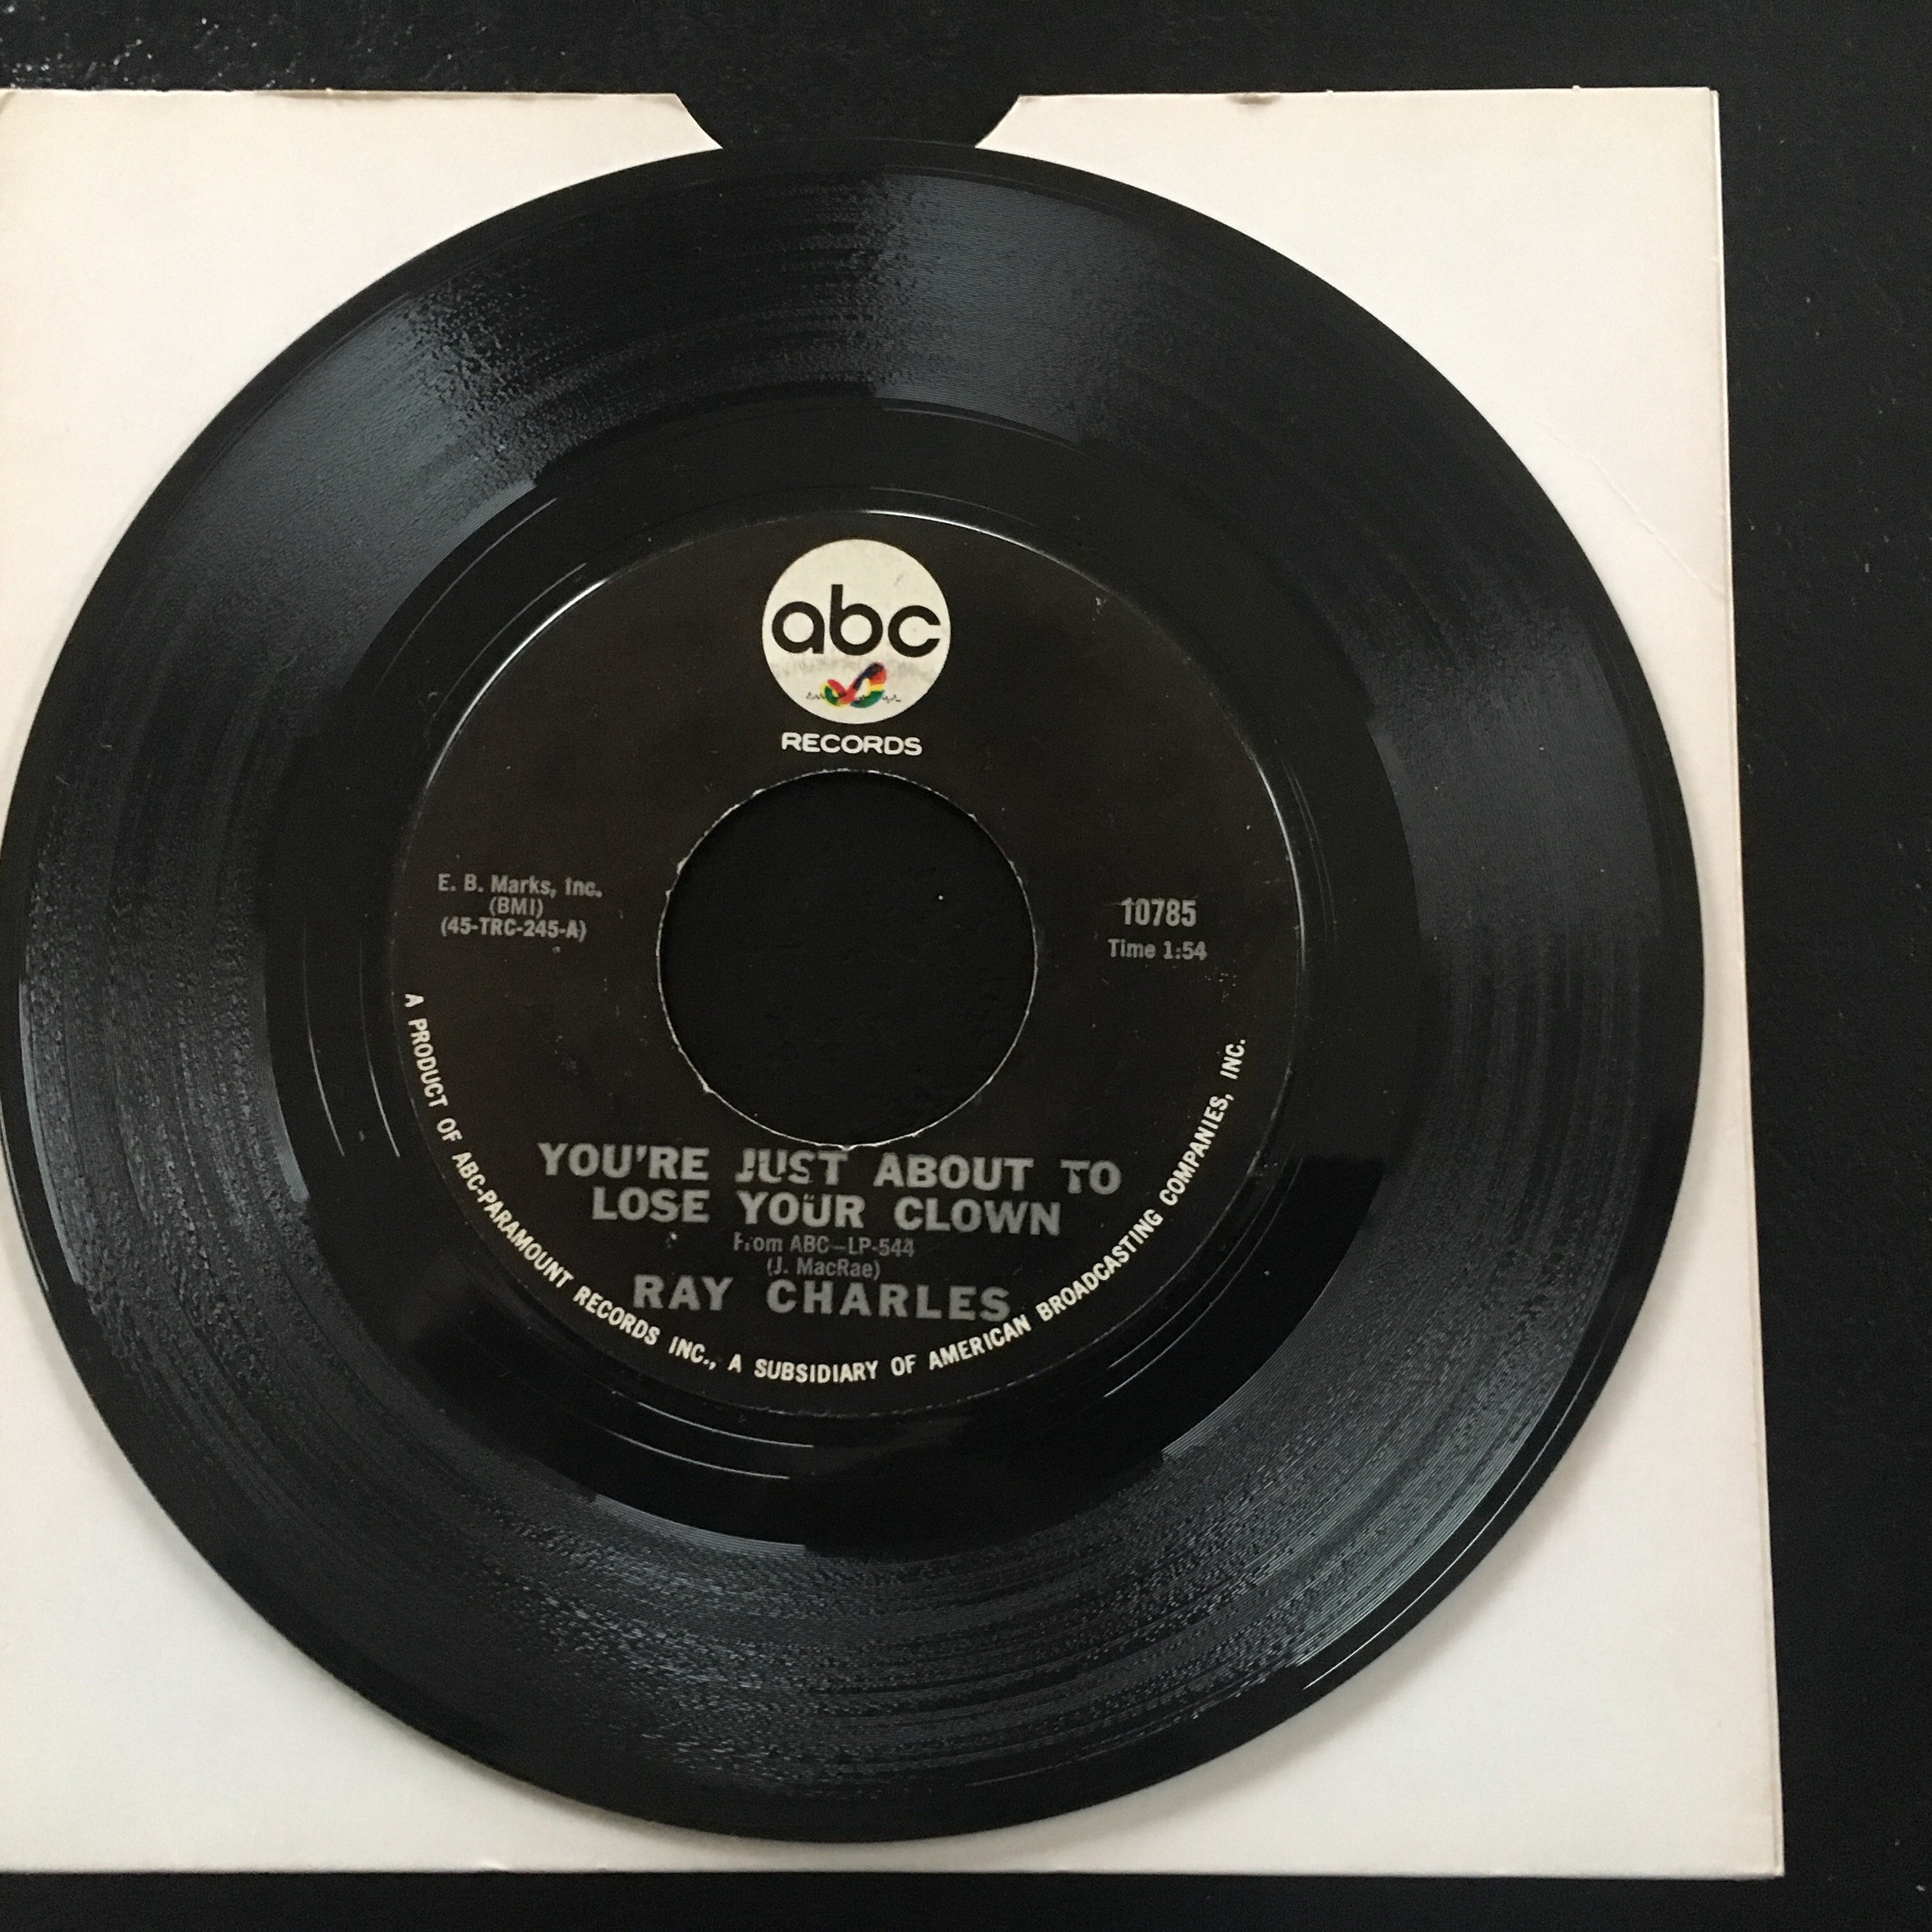 abc
RECORDS
E. B. Marks, Inc.
(BMI)
(45-TRC-245-A)
10785
Time 1:54
YOU'RE JUST ABOUT TO
LOSE YOUR CLOWN
From ABC-LP-544
(J. MacRae)
RAY CHARLES
A PRODUCT OF ABC-PARAMOUNT RECORDS INC., A SUBSIDIARY OF AMERICAN BROADCASTING COMPANIES, INC.